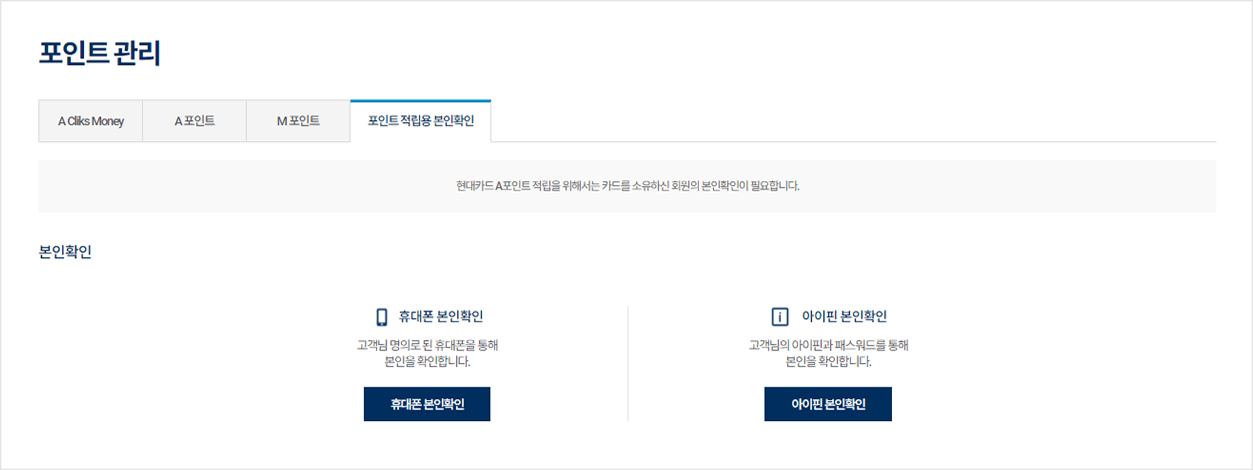 포인트 관리
A Cliks Money
A 포인트
M 포인트
포인트 적립용 본인확인
현대카드 A포인트 적립을 위해서는 카드를 소유하신 회원의 본인확인이 필요합니다.
본인확인
휴대폰 본인확인
고객님 명의로 된 휴대폰을 통해
본인을 확인합니다.
휴대폰 본인확인
아이핀 본인확인
고객님의 아이핀과 패스워드를 통해
본인을 확인합니다.
아이핀 본인확인